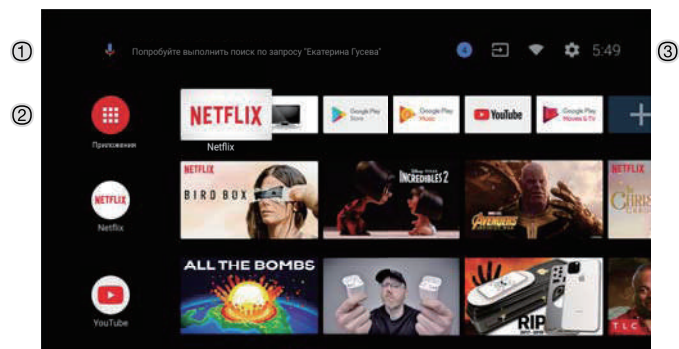 ① Попробуйте выполнить поиск по запросу "Екатерина Гусева" 4 5:49 ③
②
NETFLIX Google Play Store Google Play Music YouTube Google Play Movies & TV
Приложения Netflix
NETFLIX NETFLIX
BIRD BOX INCREDIBLES 2 AVENGERS CHRIS
NETFLIX
Netflix
ALL THE BOMBS
RIP
TLC
YouTube